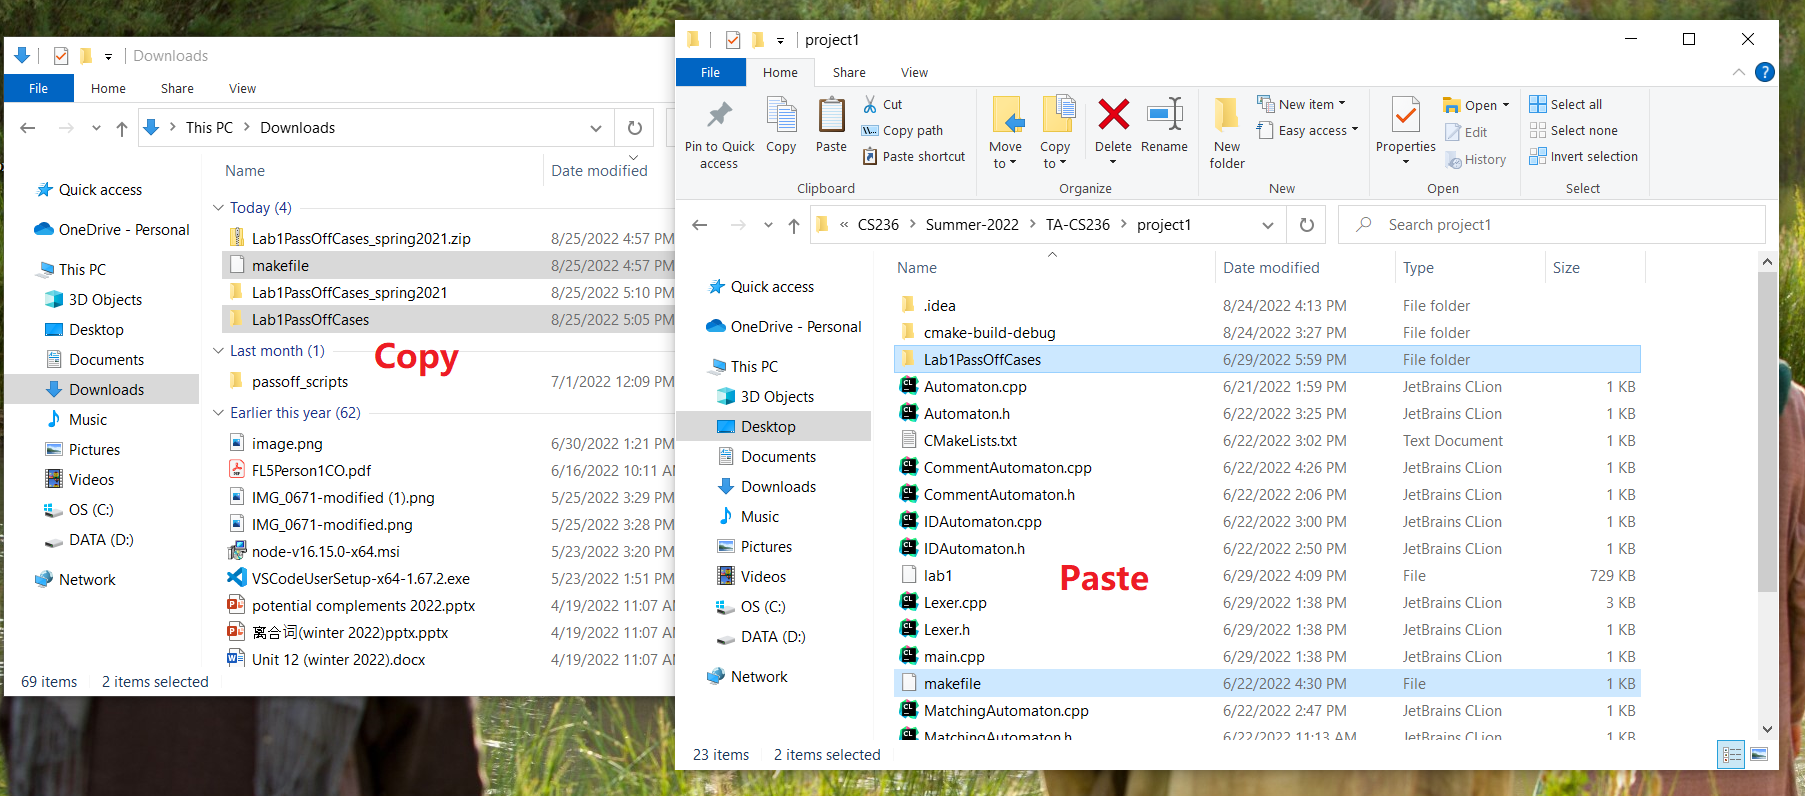 Downloads
File Home Share View
This PC > Downloads
Name Date modified
Quick access
OneDrive - Personal
This PC
3D Objects
Desktop
Documents
Downloads
Music
Pictures
Videos
OS (C:)
DATA (D:)
Network
Today (4)
Lab1PassOffCases_spring2021.zip 8/25/2022 4:57 PM
makefile 8/25/2022 4:57 PM
Lab1PassOffCases_spring2021 8/25/2022 5:10 PM
Lab1PassOffCases 8/25/2022 5:05 PM
Last month (1)
Copy
passoff_scripts 7/1/2022 12:09 PM
Earlier this year (62)
image.png 6/30/2022 1:21 PM
FL5Person1CO.pdf 6/16/2022 10:11 AM
IMG_0671-modified (1).png 5/25/2022 3:29 PM
IMG_0671-modified.png 5/25/2022 3:28 PM
node-v16.15.0-x64.msi 5/23/2022 3:20 PM
VSCodeUserSetup-x64-1.67.2.exe 5/23/2022 1:51 PM
potential complements 2022.pptx 4/19/2022 11:07 A
离合词(winter 2022)pptx.pptx 4/19/2022 11:07 A
Unit 12 (winter 2022).docx 4/19/2022 11:07 A
69 items 2 items selected
project1
File Home Share View
Pin to Quick access
Copy
Paste
Cut
Copy path
Paste shortcut
Clipboard
Move to
Copy to
Delete
Rename
Organize
New folder
New item
Easy access
New
Properties
Open
Edit
History
Open
Select all
Select none
Invert selection
Select
« CS236 > Summer-2022 > TA-CS236 > project1
Search project1
Name Date modified Type Size
Quick access
OneDrive - Personal
This PC
3D Objects
Desktop
Documents
Downloads
Music
Pictures
Videos
OS (C:)
DATA (D:)
Network
.idea 8/24/2022 4:13 PM File folder
cmake-build-debug 8/24/2022 3:27 PM File folder
Lab1PassOffCases 6/29/2022 5:59 PM File folder
Automaton.cpp 6/21/2022 1:59 PM JetBrains CLion 1 KB
Automaton.h 6/22/2022 3:25 PM JetBrains CLion 1 KB
CMakeLists.txt 6/22/2022 3:02 PM Text Document 1 KB
CommentAutomaton.cpp 6/22/2022 4:26 PM JetBrains CLion 1 KB
CommentAutomaton.h 6/22/2022 2:06 PM JetBrains CLion 1 KB
IDAutomaton.cpp 6/22/2022 3:00 PM JetBrains CLion 1 KB
IDAutomaton.h 6/22/2022 2:50 PM JetBrains CLion 1 KB
lab1 6/29/2022 4:09 PM File 729 KB
Paste
Lexer.cpp 6/29/2022 1:38 PM JetBrains CLion 3 KB
Lexer.h 6/29/2022 1:38 PM JetBrains CLion 1 KB
main.cpp 6/29/2022 1:38 PM JetBrains CLion 1 KB
makefile 6/22/2022 4:30 PM File 1 KB
MatchingAutomaton.cpp 6/22/2022 2:47 PM JetBrains CLion 1 KB
MatchingAutomaton.h 6/22/2022 11:13 AM JetBrains CLion 1 KB
23 items 2 items selected